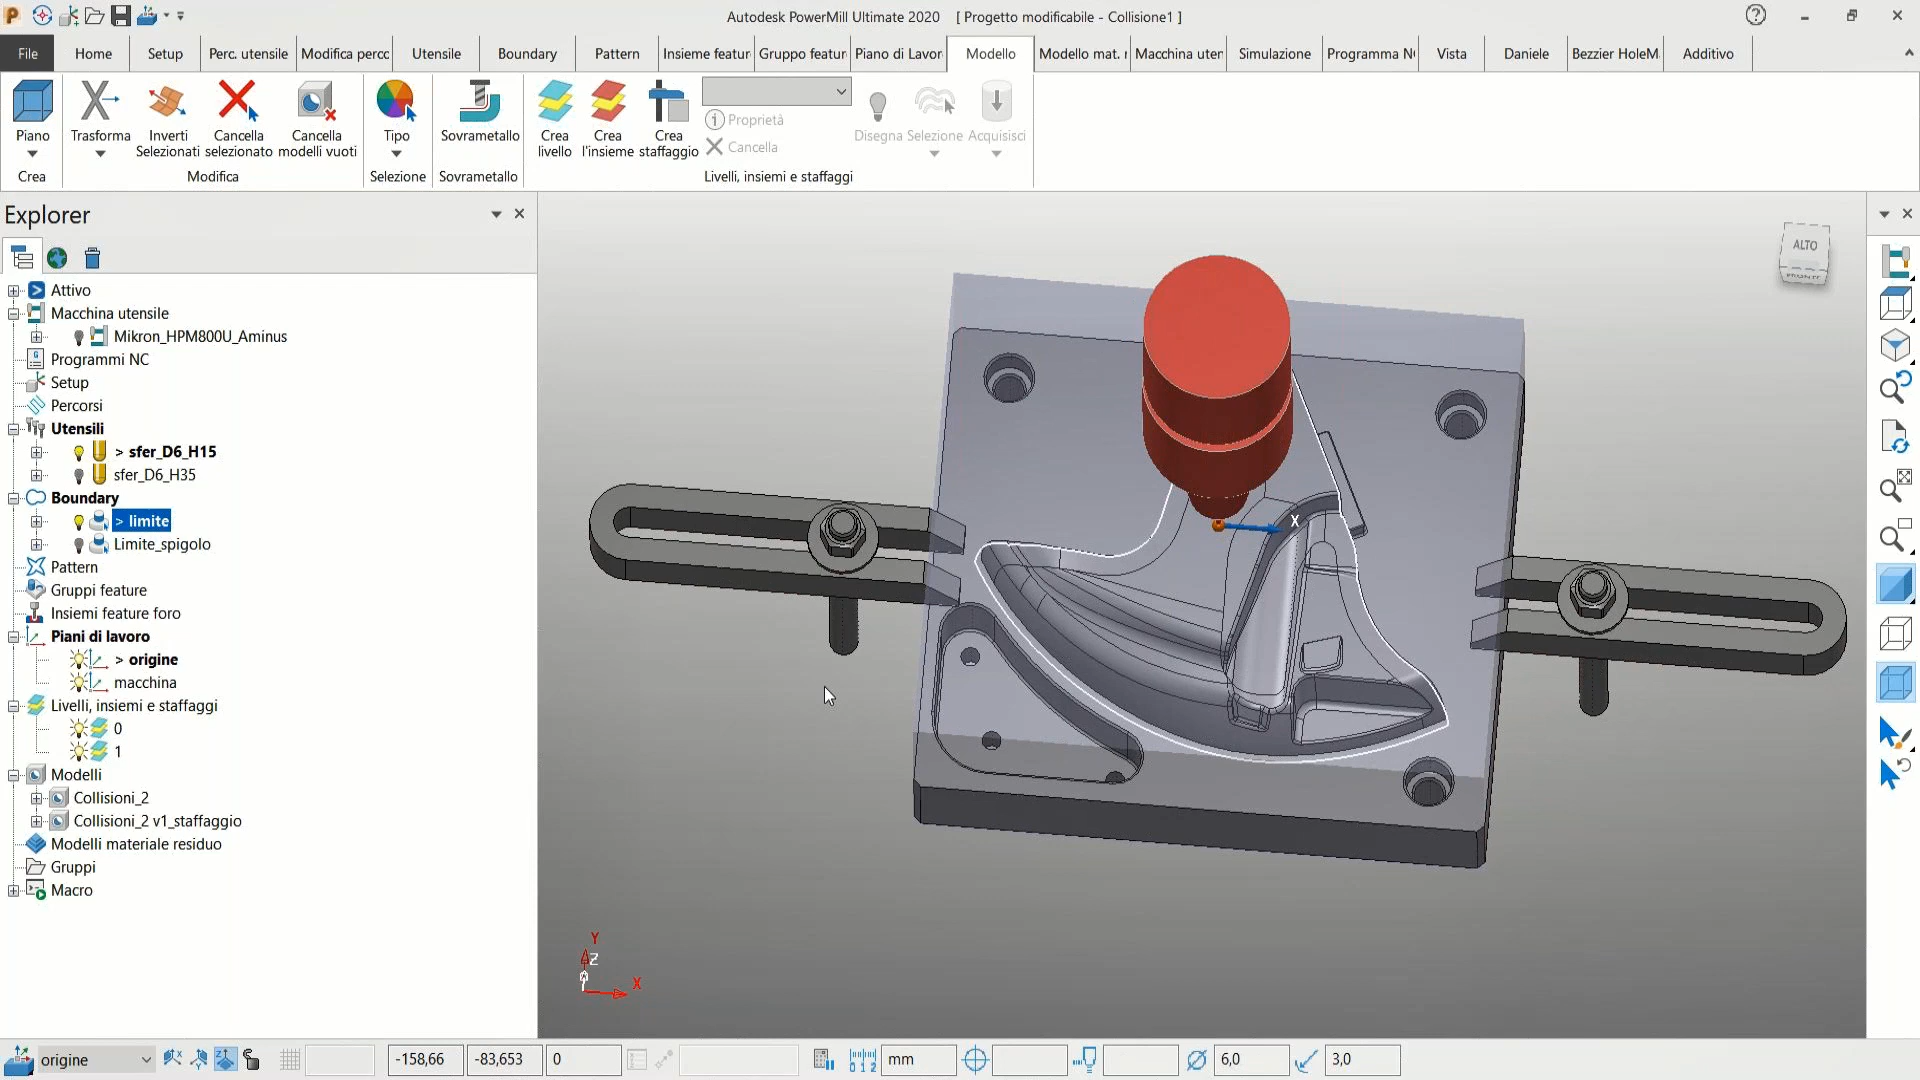 Autodesk PowerMill Ultimate 2020 [ Progetto modificabile - Collisione1 ]
File Home Setup Perc. utensile Modifica percc Utensile Boundary Pattern Insieme featur Gruppo featur Piano di Lavor Modello Modello mat. r Macchina uter Simulazione Programma N Vista Daniele Bezzier HoleM Additivo
Piano Trasforma Inverti Selezionati Cancella selezionato Cancella modelli vuoti Tipo Sovrametallo Crea livello Crea l'insieme Crea staffaggio Proprietà Cancella Disegna Selezione Acquisisci
Crea Modifica Selezione Sovrametallo Livelli, insiemi e staffaggi
Explorer
Attivo
Macchina utensile
Mikron_HPM800U_Aminus
Programmi NC
Setup
Percorsi
Utensili
> sfer_D6_H15
sfer_D6_H35
Boundary
> limite
Limite_spigolo
Pattern
Gruppi feature
Insiemi feature foro
Piani di lavoro
> origine
macchina
Livelli, insiemi e staffaggi
0
1
Modelli
Collisioni_2
Collisioni_2 v1_staffaggio
Modelli materiale residuo
Gruppi
Macro
ALTO
FRONTE
X
Y
Z
X
origine -158,66 -83,653 0 mm 6,0 3,0